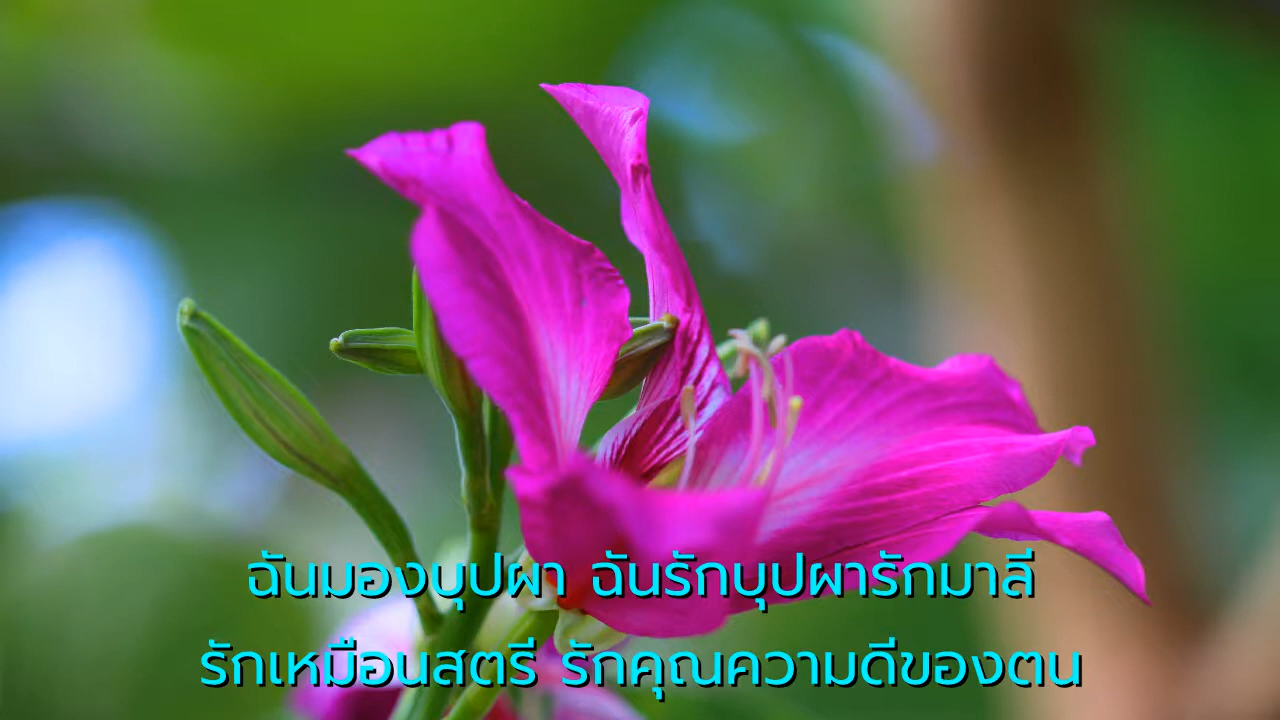 ฉันมองบุปผา ฉันรักบุปผารักมาลี
รักเหมือนสตรี รักคุณความดีของตน